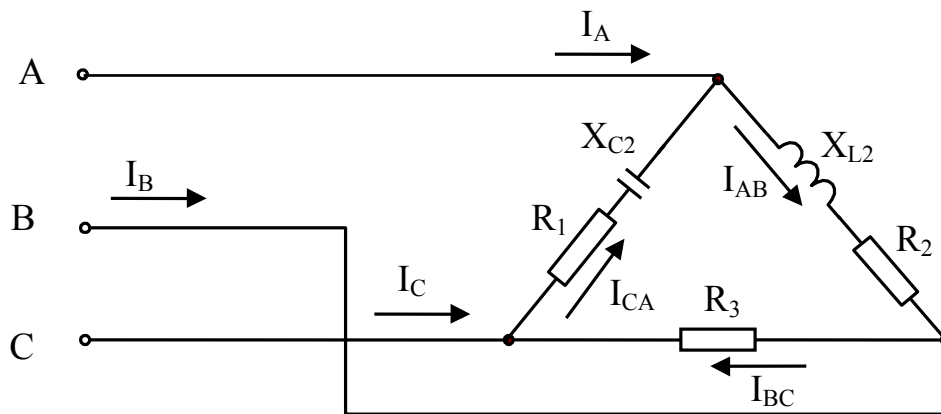 I_A
A
X_C2
X_L2
I_B
I_AB
B
R_1
R_2
I_C
I_CA
R_3
C
I_BC